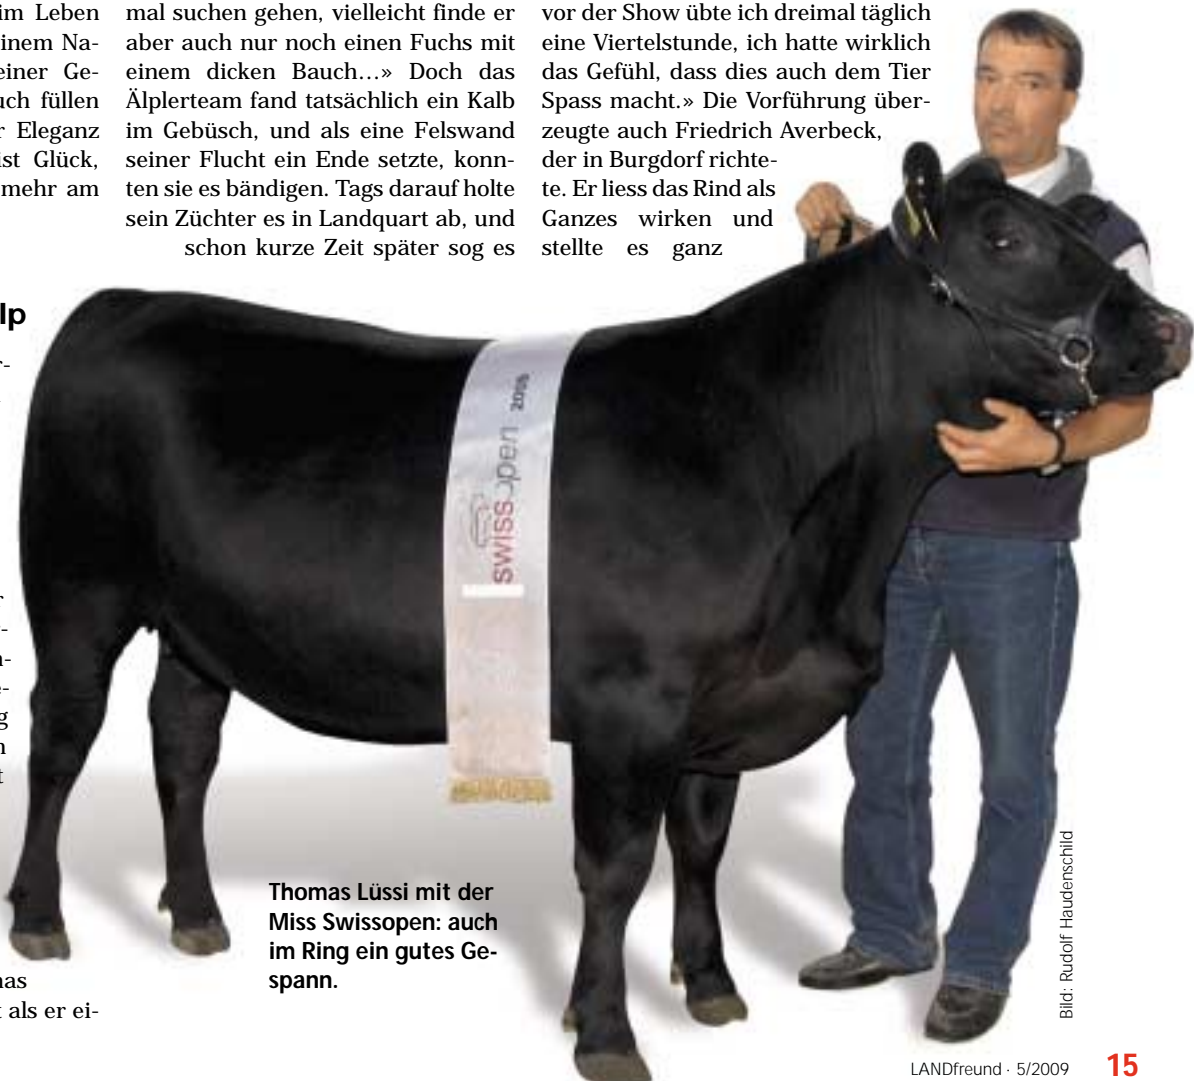 im Leben
inem Na-
einer Ge-
uch füllen
r Eleganz
ist Glück,
mehr am
lp
r-
r
n-
e-
g
n
t
nas
t als er ei-
mal suchen gehen, vielleicht finde er
aber auch nur noch einen Fuchs mit
einem dicken Bauch…» Doch das
Älplerteam fand tatsächlich ein Kalb
im Gebüsch, und als eine Felswand
seiner Flucht ein Ende setzte, konn-
ten sie es bändigen. Tags darauf holte
sein Züchter es in Landquart ab, und
schon kurze Zeit später sog es
vor der Show übte ich dreimal täglich
eine Viertelstunde, ich hatte wirklich
das Gefühl, dass dies auch dem Tier
Spass macht.» Die Vorführung über-
zeugte auch Friedrich Averbeck,
der in Burgdorf richte-
te. Er liess das Rind als
Ganzes wirken und
stellte es ganz
swissopen
Thomas Lüssi mit der
Miss Swissopen: auch
im Ring ein gutes Ge-
spann.
Bild: Rudolf Haudenschild
LANDfreund · 5/2009 15